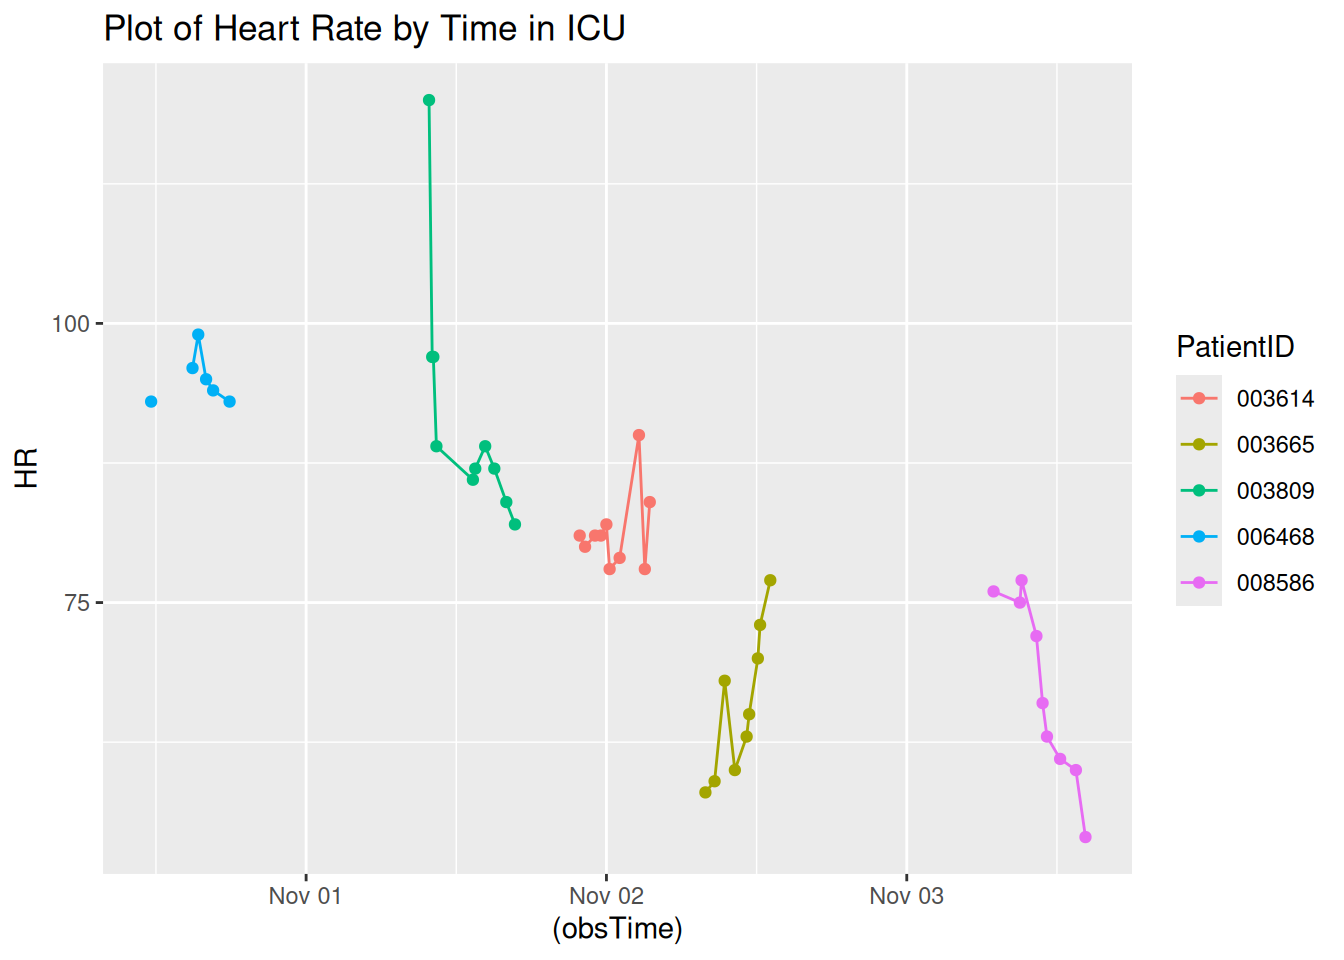 Plot of Heart Rate by Time in ICU
HR
100
75
Nov 01
Nov 02
Nov 03
(obsTime)
PatientID
003614
003665
003809
006468
008586